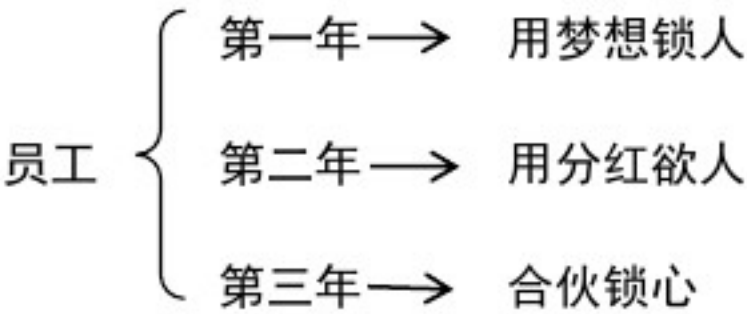 第一年→ 用梦想锁人
员工 第二年→ 用分红欲人
第三年→ 合伙锁心